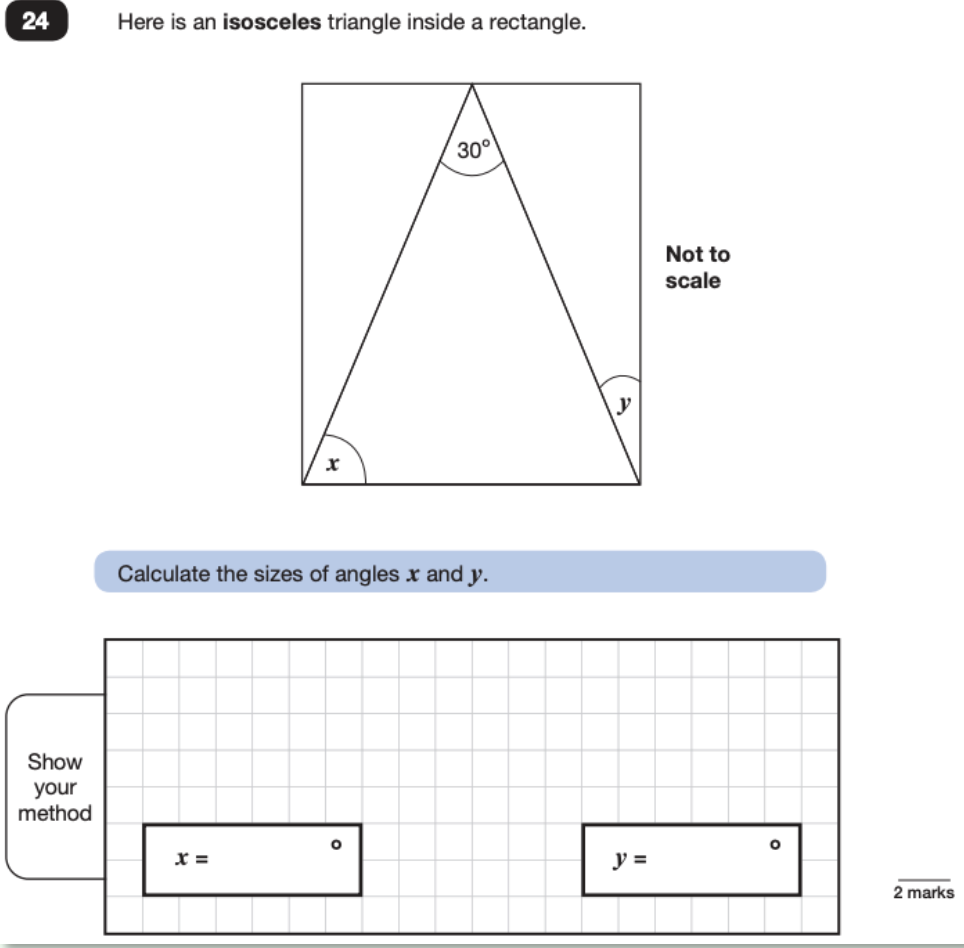 24
Here is an isosceles triangle inside a rectangle.
30°
Not to
scale
y
x
Calculate the sizes of angles x and y.
Show
your
method
x = °
y = °
2 marks